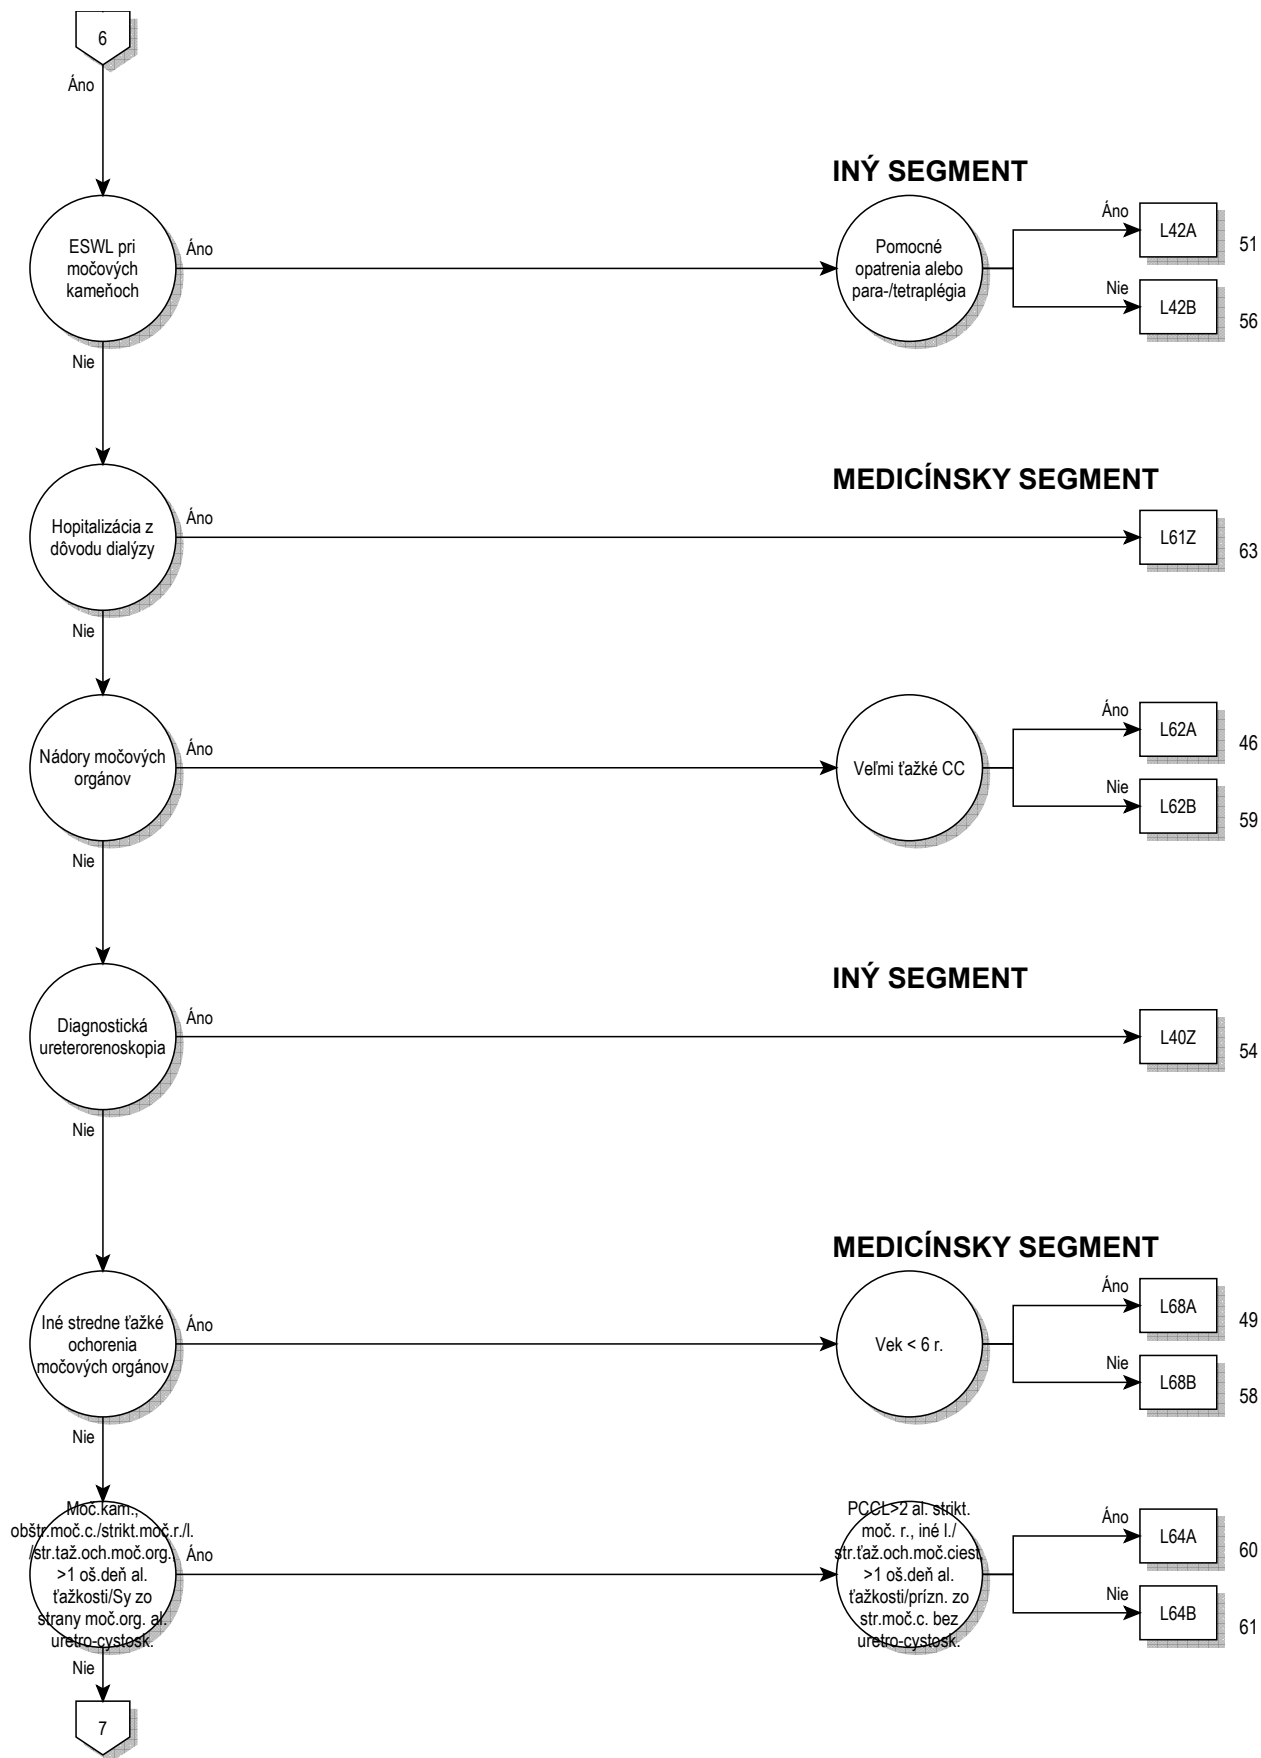 6
Áno
INÝ SEGMENT
ESWL pri
močových
kameňoch
Áno
Pomocné
opatrenia alebo
para-/tetraplégia
Áno
L42A
51
Nie
L42B
56
Nie
MEDICÍNSKY SEGMENT
Hopitalizácia z
dôvodu dialýzy
Áno
L61Z
63
Nie
Nádory močových
orgánov
Áno
Veľmi ťažké CC
Áno
L62A
46
Nie
L62B
59
Nie
INÝ SEGMENT
Diagnostická
ureterorenoskopia
Áno
L40Z
54
Nie
MEDICÍNSKY SEGMENT
Iné stredne ťažké
ochorenia
močových orgánov
Áno
Vek < 6 r.
Áno
L68A
49
Nie
L68B
58
Nie
Moč.kam.,
obštr.moč.c./strikt.moč.r./l.
/str.taž.och.moč.org.
>1 oš.deň al.
ťažkosti/Sy zo
strany moč.org. al.
uretro-cystosk.
Áno
PCCL>2 al. strikt.
moč. r., iné l./
str.ťaž.och.moč.ciest
>1 oš.deň al.
ťažkosti/prízn. zo
str.moč.c. bez
uretro-cystosk.
Áno
L64A
60
Nie
L64B
61
Nie
7